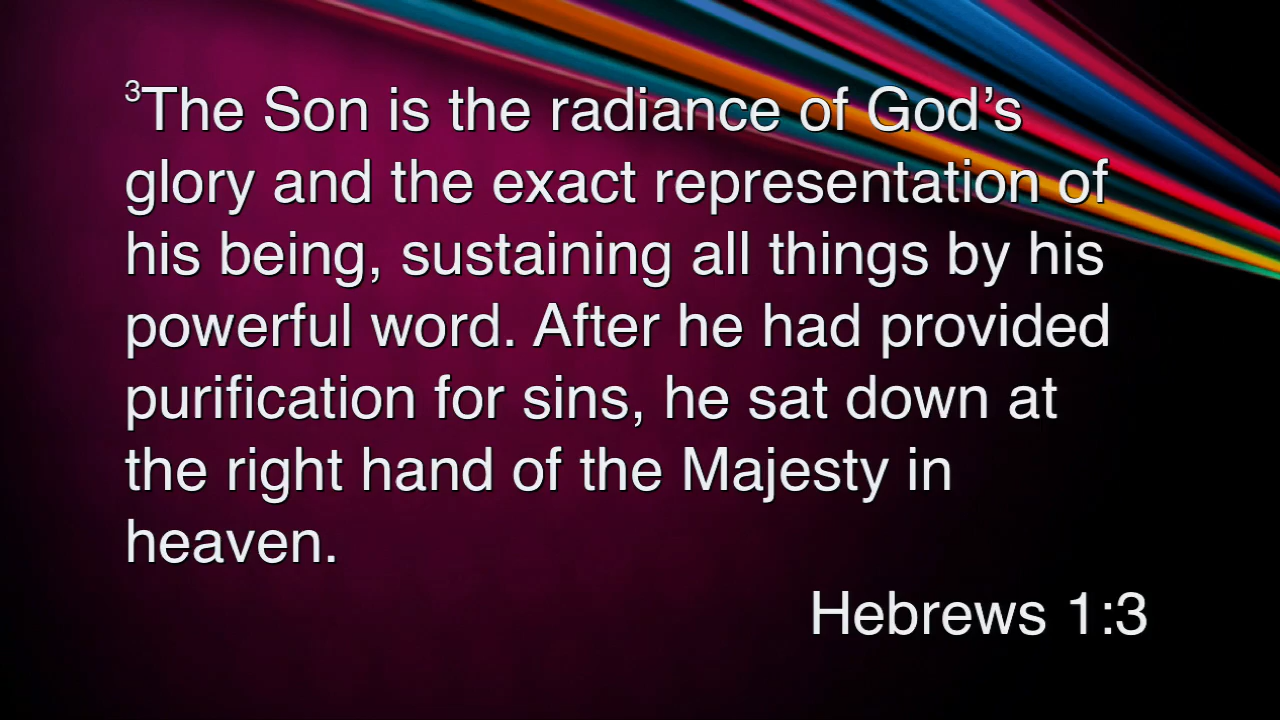 ³The Son is the radiance of God’s
glory and the exact representation of
his being, sustaining all things by his
powerful word. After he had provided
purification for sins, he sat down at
the right hand of the Majesty in
heaven.
Hebrews 1:3